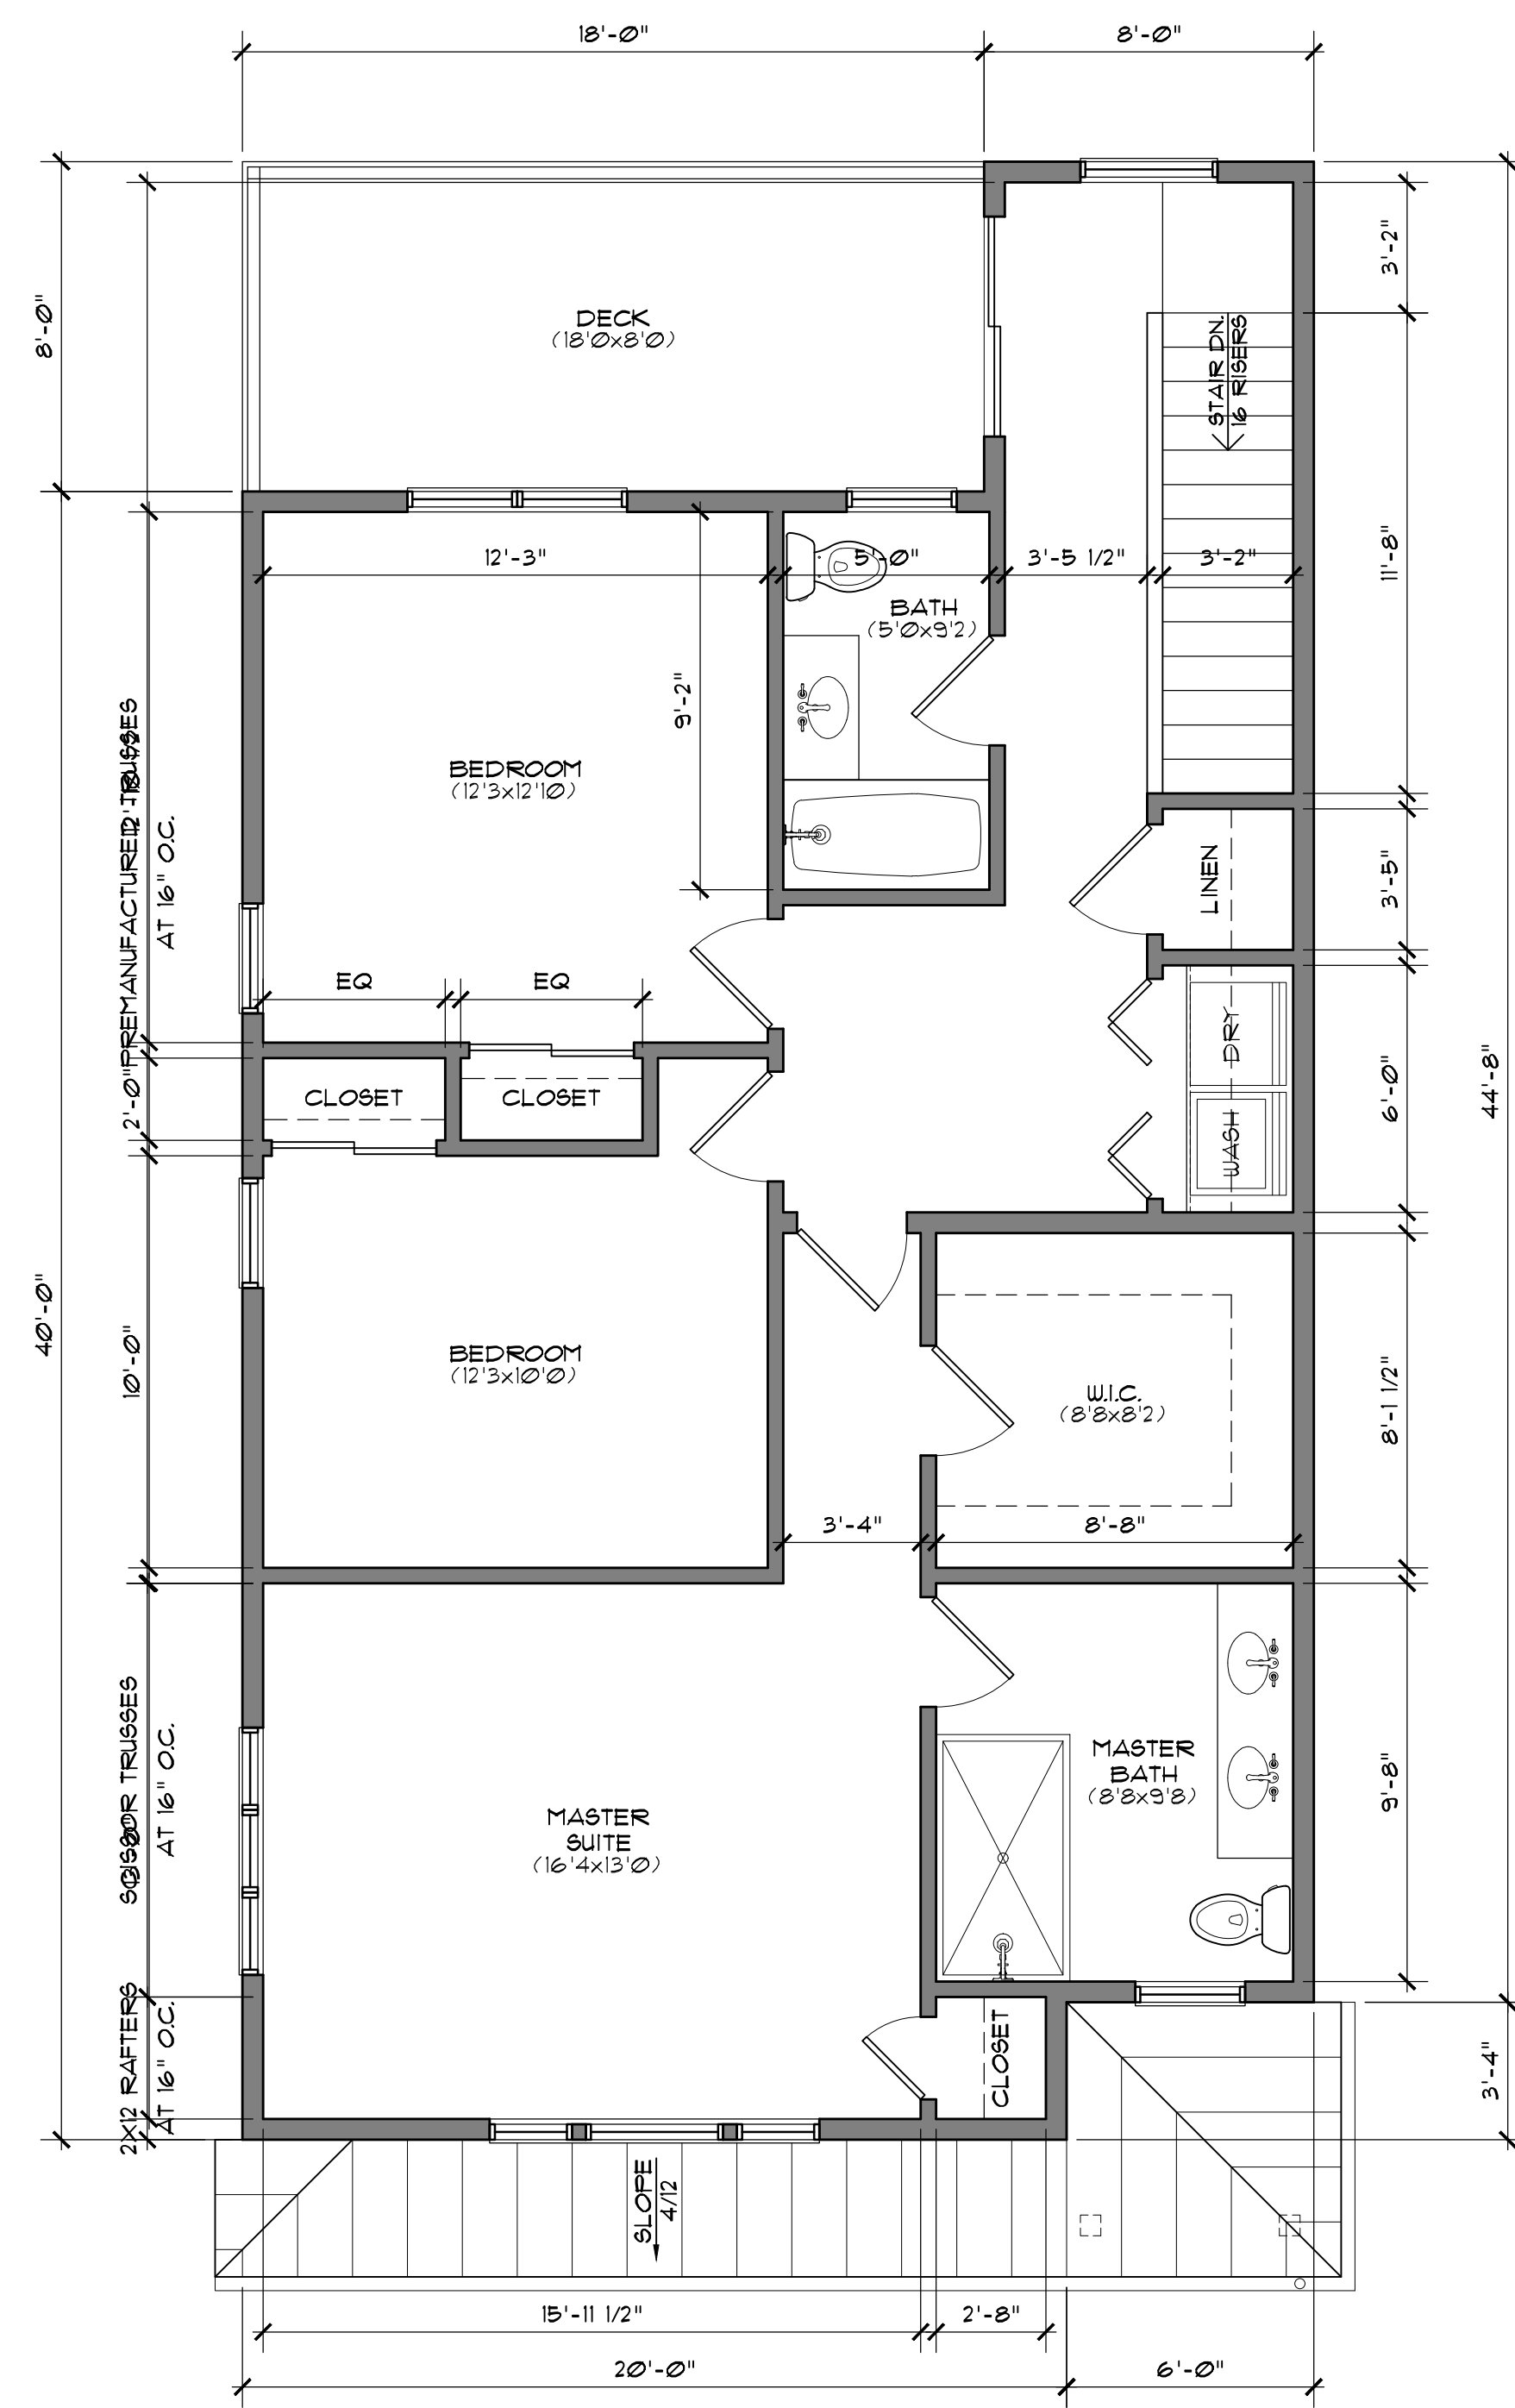 18'-0"
8'-0"
8'-0"
3'-2"
DECK
(18'0x8'0)
STAIR DN.
16 RISERS
12'-3"
5'-0"
3'-5 1/2"
3'-2"
11'-8"
BATH
(5'0x9'2)
9'-2"
BEDROOM
(12'3x12'10)
PREMANUFACTURED TRUSSES
AT 16" O.C.
LINEN
3'-5"
EQ
EQ
DRY
CLOSET
CLOSET
2'-0"
WASH
6'-0"
44'-8"
40'-0"
10'-0"
BEDROOM
(12'3x10'0)
W.I.C.
(8'8x8'2)
8'-1 1/2"
3'-4"
8'-8"
SCISSOR TRUSSES
AT 16" O.C.
MASTER
BATH
(8'8x9'8)
9'-8"
MASTER
SUITE
(16'4x13'0)
2x12 RAFTERS
AT 16" O.C.
CLOSET
3'-4"
SLOPE
4/12
15'-11 1/2"
2'-8"
20'-0"
6'-0"